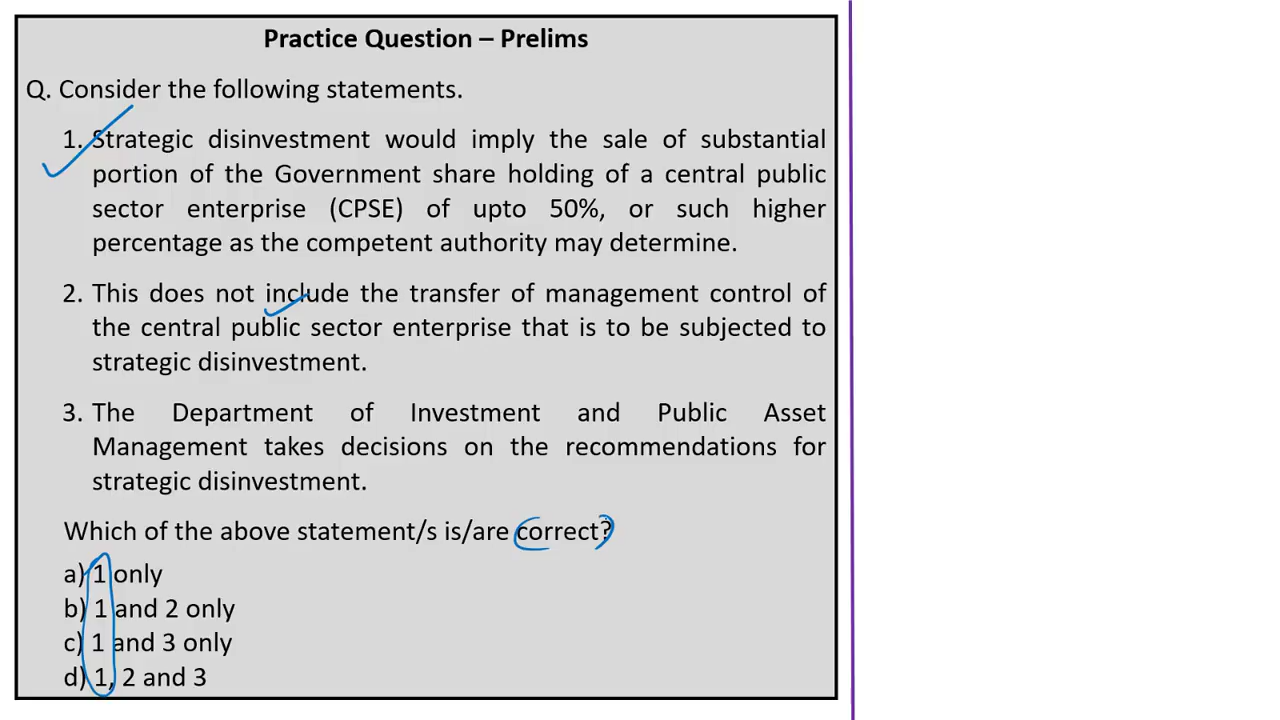 Practice Question – Prelims
Q. Consider the following statements.
1. Strategic disinvestment would imply the sale of substantial
portion of the Government share holding of a central public
sector enterprise (CPSE) of upto 50%, or such higher
percentage as the competent authority may determine.
2. This does not include the transfer of management control of
the central public sector enterprise that is to be subjected to
strategic disinvestment.
3. The Department of Investment and Public Asset
Management takes decisions on the recommendations for
strategic disinvestment.
Which of the above statement/s is/are correct?
a) 1 only
b) 1 and 2 only
c) 1 and 3 only
d) 1, 2 and 3